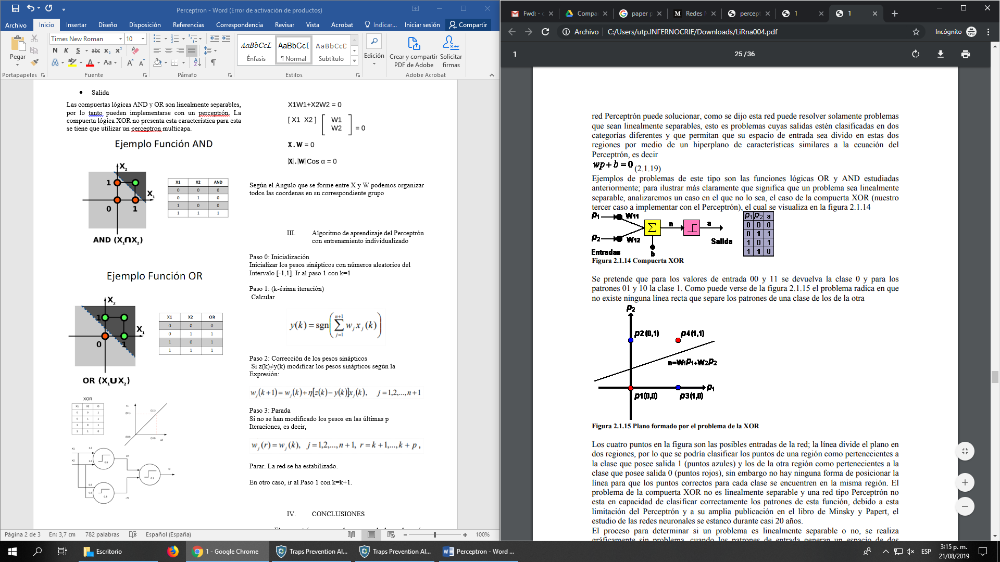 Perceptron - Word (Error de activación de productos)
Archivo Inicio Insertar Diseño Disposición Referencias Correspondencia Revisar Vista Acrobat Indicar... Iniciar sesión Compartir
Pegar
Times New Roman 10
N K S abc x₂ x²
A ab A Aa A A
AaBbCcL AaBbCcI AaBbCcI
Énfasis ¶ Normal Subtítulo
Edición
Crear y compartir PDF de Adobe
Solicitar firmas
Portapapeles Fuente Párrafo Estilos Adobe Acrobat
• Salida
Las compuertas lógicas AND y OR son linealmente separables,
por lo tanto pueden implementarse con un perceptrón. La
compuerta lógica XOR no presenta esta característica para esta
se tiene que utilizar un perceptron multicapa.
Ejemplo Función AND
X₂
1
X₁
0 1
AND (X₁∩X₂)
X1 X2 AND
0 0 0
0 1 0
1 0 0
1 1 1
Ejemplo Función OR
X₂
1
X₁
0 1
OR (X₁∪X₂)
X1 X2 OR
0 0 0
0 1 1
1 0 1
1 1 1
XOR
X1 X2 O
0 0 1
0 1 1
1 0 1
1 1 0
x1
(0,1) (1,1)
(0,0) (1,0) x2
X1 1.2
X2 1.2
0.8
10
0.1
O
0.5
0.8
-70
X1W1+X2W2 = 0
[ X1 X2 ] [ W1
W2 ] = 0
X . W = 0
|X| . |W| Cos α = 0
Según el Angulo que se forme entre X y W podemos organizar
todos las coordenas en su correspondiente grupo
III. Algoritmo de aprendizaje del Perceptrón
con entrenamiento individualizado
Paso 0: Inicialización
Inicializar los pesos sinápticos con números aleatorios del
Intervalo [-1,1]. Ir al paso 1 con k=1
Paso 1: (k-ésima iteración)
Calcular
y(k) = sgn(∑ n+1 j=1 wⱼxⱼ(k))
Paso 2: Corrección de los pesos sinápticos
Si z(k)≠y(k) modificar los pesos sinápticos según la
Expresión:
wⱼ(k+1) = wⱼ(k)+η[z(k)−y(k)]xⱼ(k), j=1,2,...,n+1
Paso 3: Parada
Si no se han modificado los pesos en las últimas p
Iteraciones, es decir,
wⱼ(r) = wⱼ(k), j=1,2,...,n+1, r=k+1,...,k+p ,
Parar. La red se ha estabilizado.
En otro caso, ir al Paso 1 con k=k+1.
IV. CONCLUSIONES
Página 2 de 3 En: 3,7 cm 782 palabras Español (España) 100%
Fwd: - c Compa paper p Redes N percept 1 1
Archivo C:/Users/utp.INFERNOCRIE/Downloads/LiRna004.pdf Incógnito
1 25 / 36
red Perceptrón puede solucionar, como se dijo esta red puede resolver solamente problemas
que sean linealmente separables, esto es problemas cuyas salidas estén clasificadas en dos
categorías diferentes y que permitan que su espacio de entrada sea divido en estas dos
regiones por medio de un hiperplano de características similares a la ecuación del
Perceptrón, es decir
wp + b = 0 (2.1.19)
Ejemplos de problemas de este tipo son las funciones lógicas OR y AND estudiadas
anteriormente; para ilustrar más claramente que significa que un problema sea linealmente
separable, analizaremos un caso en el que no lo sea, el caso de la compuerta XOR (nuestro
tercer caso a implementar con el Perceptrón), el cual se visualiza en la figura 2.1.14
p₁ W11
p₂ W12
Entradas
Σ n a
b
Salida
p₁ p₂ a
0 0 0
0 1 1
1 0 1
1 1 0
Figura 2.1.14 Compuerta XOR
Se pretende que para los valores de entrada 00 y 11 se devuelva la clase 0 y para los
patrones 01 y 10 la clase 1. Como puede verse de la figura 2.1.15 el problema radica en que
no existe ninguna línea recta que separe los patrones de una clase de los de la otra
p₂
p2(0,1) p4(1,1)
n=W₁p₁+W₂p₂
p₁
p1(0,0) p3(1,0)
Figura 2.1.15 Plano formado por el problema de la XOR
Los cuatro puntos en la figura son las posibles entradas de la red; la línea divide el plano en
dos regiones, por lo que se podría clasificar los puntos de una región como pertenecientes a
la clase que posee salida 1 (puntos azules) y los de la otra región como pertenecientes a la
clase que posee salida 0 (puntos rojos), sin embargo no hay ninguna forma de posicionar la
línea para que los puntos correctos para cada clase se encuentren en la misma región. El
problema de la compuerta XOR no es linealmente separable y una red tipo Perceptrón no
esta en capacidad de clasificar correctamente los patrones de esta función, debido a esta
limitación del Perceptrón y a su amplia publicación en el libro de Minsky y Papert, el
estudio de las redes neuronales se estanco durante casi 20 años.
El proceso para determinar si un problema es linealmente separable o no, se realiza
gráficamente sin problema, cuando los patrones de entrada generan un espacio de dos
Escritorio 1 - Google Chrome Traps Prevention Al... Traps Prevention Al... Perceptron - Word ... ESP 3:15 p. m.
21/08/2019